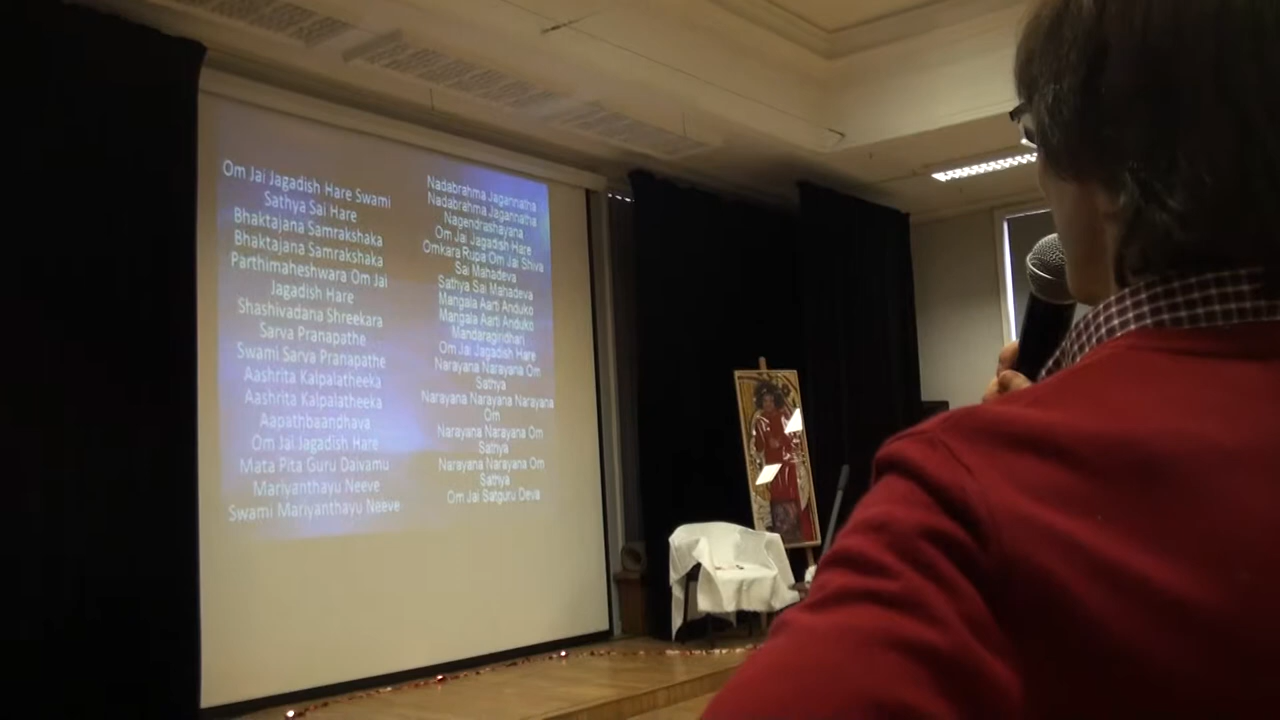 Om Jai Jagadish Hare Swami
Sathya Sai Hare
Bhaktajana Samrakshaka
Bhaktajana Samrakshaka
Parthimaheshwara Om Jai
Jagadish Hare
Shashivadana Shreekara
Sarva Pranapathe
Swami Sarva Pranapathe
Aashrita Kalpalatheeka
Aashrita Kalpalatheeka
Aapathbaandhava
Om Jai Jagadish Hare
Mata Pita Guru Daivamu
Mariyanthayu Neeve
Swami Mariyanthayu Neeve
Nadabrahma Jagannatha
Nadabrahma Jagannatha
Nagendrashayana
Om Jai Jagadish Hare
Omkara Rupa Om Jai Shiva
Sai Mahadeva
Sathya Sai Mahadeva
Mangala Aarti Anduko
Mangala Aarti Anduko
Mandaragiridhari
Om Jai Jagadish Hare
Narayana Narayana Om
Sathya
Narayana Narayana Narayana
Om
Narayana Narayana Om
Sathya
Narayana Narayana Om
Sathya
Om Jai Satguru Deva